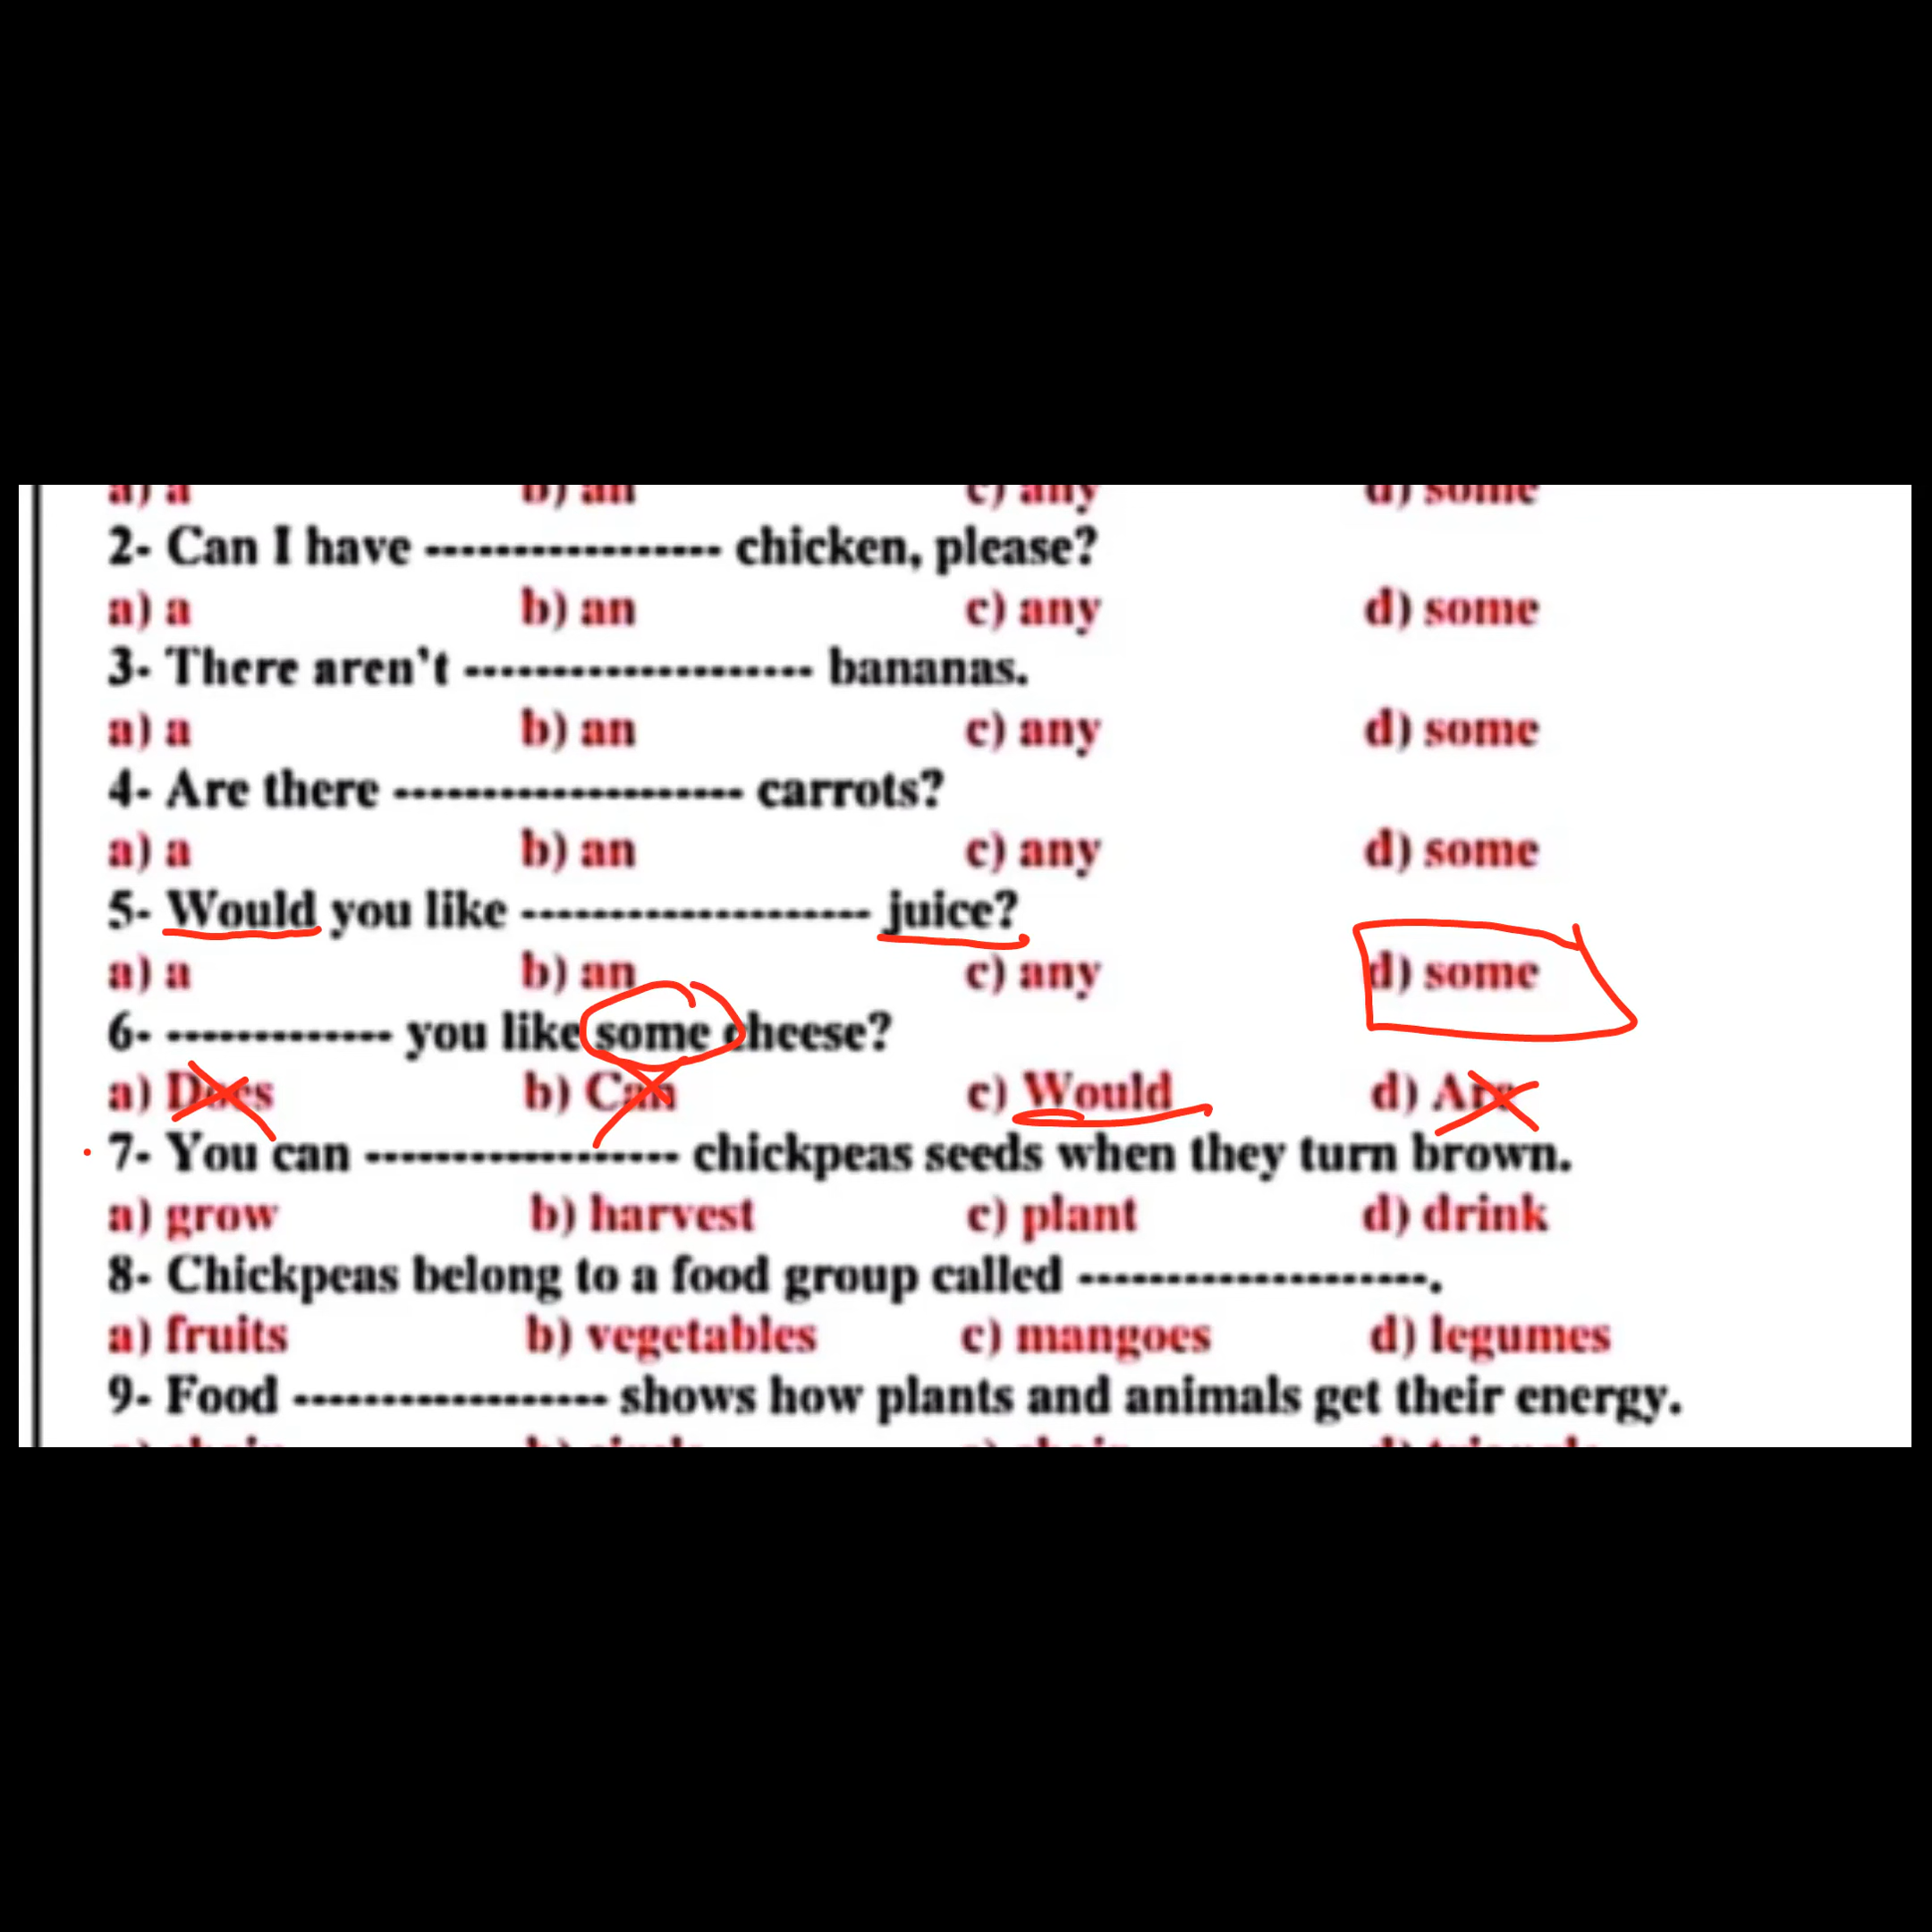 a) a b) an c) any d) some
2- Can I have ----------------- chicken, please?
a) a b) an c) any d) some
3- There aren't -------------------- bananas.
a) a b) an c) any d) some
4- Are there -------------------- carrots?
a) a b) an c) any d) some
5- Would you like -------------------- juice?
a) a b) an c) any d) some
6- ------------- you like some cheese?
a) Does b) Can c) Would d) Are
7- You can ------------------ chickpeas seeds when they turn brown.
a) grow b) harvest c) plant d) drink
8- Chickpeas belong to a food group called --------------------.
a) fruits b) vegetables c) mangoes d) legumes
9- Food ------------------ shows how plants and animals get their energy.